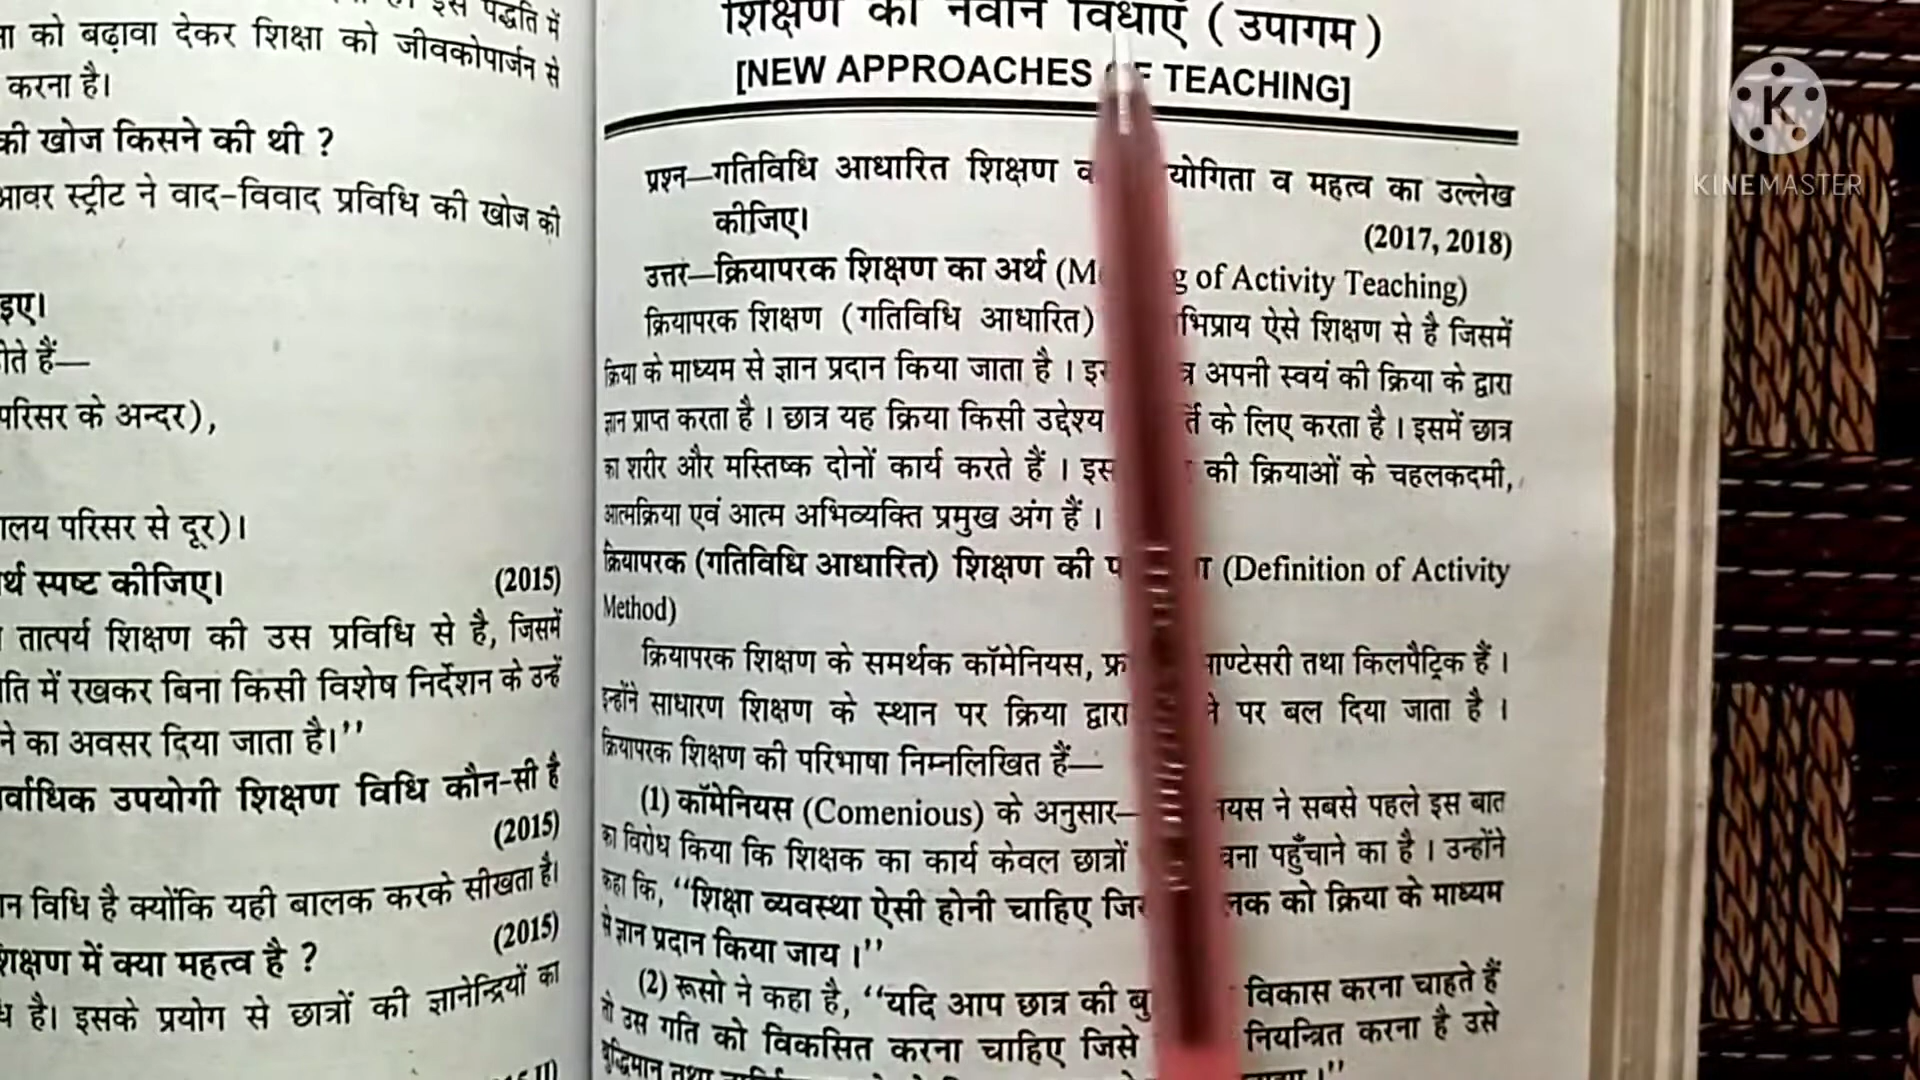 पद्धति में
को बढ़ावा देकर शिक्षा को जीवकोपार्जन से
करना है।
की खोज किसने की थी ?
आवर स्ट्रीट ने वाद-विवाद प्रविधि की खोज की
होते हैं—
परिसर के अन्दर),
परिसर से दूर)।
स्पष्ट कीजिए।
(2015)
तात्पर्य शिक्षण की उस प्रविधि से है, जिसमें
में रखकर बिना किसी विशेष निर्देशन के उन्हें
का अवसर दिया जाता है।’’
उपयोगी शिक्षण विधि कौन-सी है
(2015)
विधि है क्योंकि यही बालक करके सीखता है।
(2015)
में क्या महत्व है ?
है। इसके प्रयोग से छात्रों की ज्ञानेन्द्रियों का
शिक्षण की नवीन विधाएँ ( उपागम )
[NEW APPROACHES OF TEACHING]
प्रश्न—गतिविधि आधारित शिक्षण व महत्व का उल्लेख
कीजिए।
(2017, 2018)
उत्तर—क्रियापरक शिक्षण का अर्थ of Activity Teaching)
क्रियापरक शिक्षण (गतिविधि आधारित) ऐसे शिक्षण से है जिसमें
क्रिया के माध्यम से ज्ञान प्रदान किया जाता है । अपनी स्वयं की क्रिया के द्वारा
ज्ञान प्राप्त करता है । छात्र यह क्रिया किसी उद्देश्य के लिए करता है । इसमें छात्र
का शरीर और मस्तिष्क दोनों कार्य करते हैं । की क्रियाओं के चहलकदमी,
आत्मक्रिया एवं आत्म अभिव्यक्ति प्रमुख अंग हैं ।
क्रियापरक (गतिविधि आधारित) शिक्षण की (Definition of Activity
Method)
क्रियापरक शिक्षण के समर्थक कॉमेनियस, तथा किलपैट्रिक हैं ।
इन्होंने साधारण शिक्षण के स्थान पर क्रिया द्वारा पर बल दिया जाता है ।
क्रियापरक शिक्षण की परिभाषा निम्नलिखित हैं—
(1) कॉमेनियस (Comenious) के अनुसार— ने सबसे पहले इस बात
का विरोध किया कि शिक्षक का कार्य केवल छात्रों पहुँचाने का है । उन्होंने
कहा कि, ‘‘शिक्षा व्यवस्था ऐसी होनी चाहिए को क्रिया के माध्यम
से ज्ञान प्रदान किया जाय ।’’
(2) रूसो ने कहा है, ‘‘यदि आप छात्र की विकास करना चाहते हैं
तो उस गति को विकसित करना चाहिए जिसे नियन्त्रित करना है उसे
बुद्धिमान तथा
K
KINEMASTER